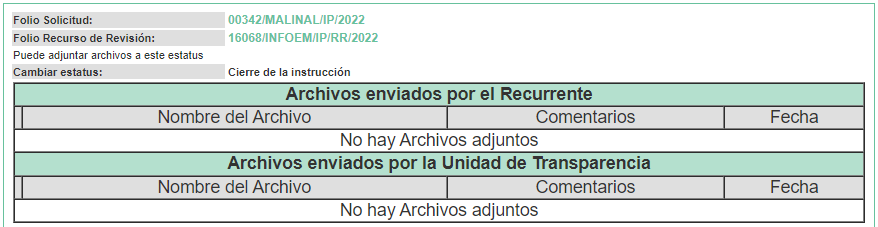 Folio Solicitud: 00342/MALINAL/IP/2022
Folio Recurso de Revisión: 16068/INFOEM/IP/RR/2022
Puede adjuntar archivos a este estatus
Cambiar estatus: Cierre de la instrucción
Archivos enviados por el Recurrente
Nombre del Archivo Comentarios Fecha
No hay Archivos adjuntos
Archivos enviados por la Unidad de Transparencia
Nombre del Archivo Comentarios Fecha
No hay Archivos adjuntos